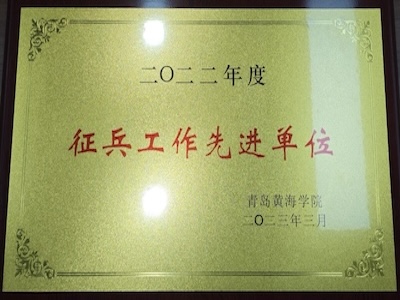 二〇二二年度
征兵工作先进单位
青岛黄海学院
二〇二三年三月